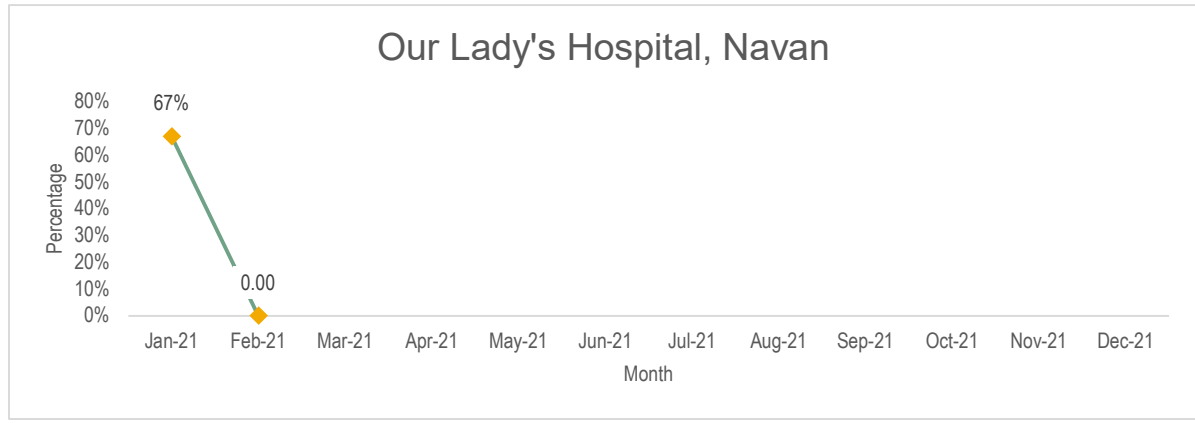 Our Lady's Hospital, Navan
80%
70%
60%
50%
40%
30%
20%
10%
0%
Percentage
67%
0.00
Jan-21 Feb-21 Mar-21 Apr-21 May-21 Jun-21 Jul-21 Aug-21 Sep-21 Oct-21 Nov-21 Dec-21
Month